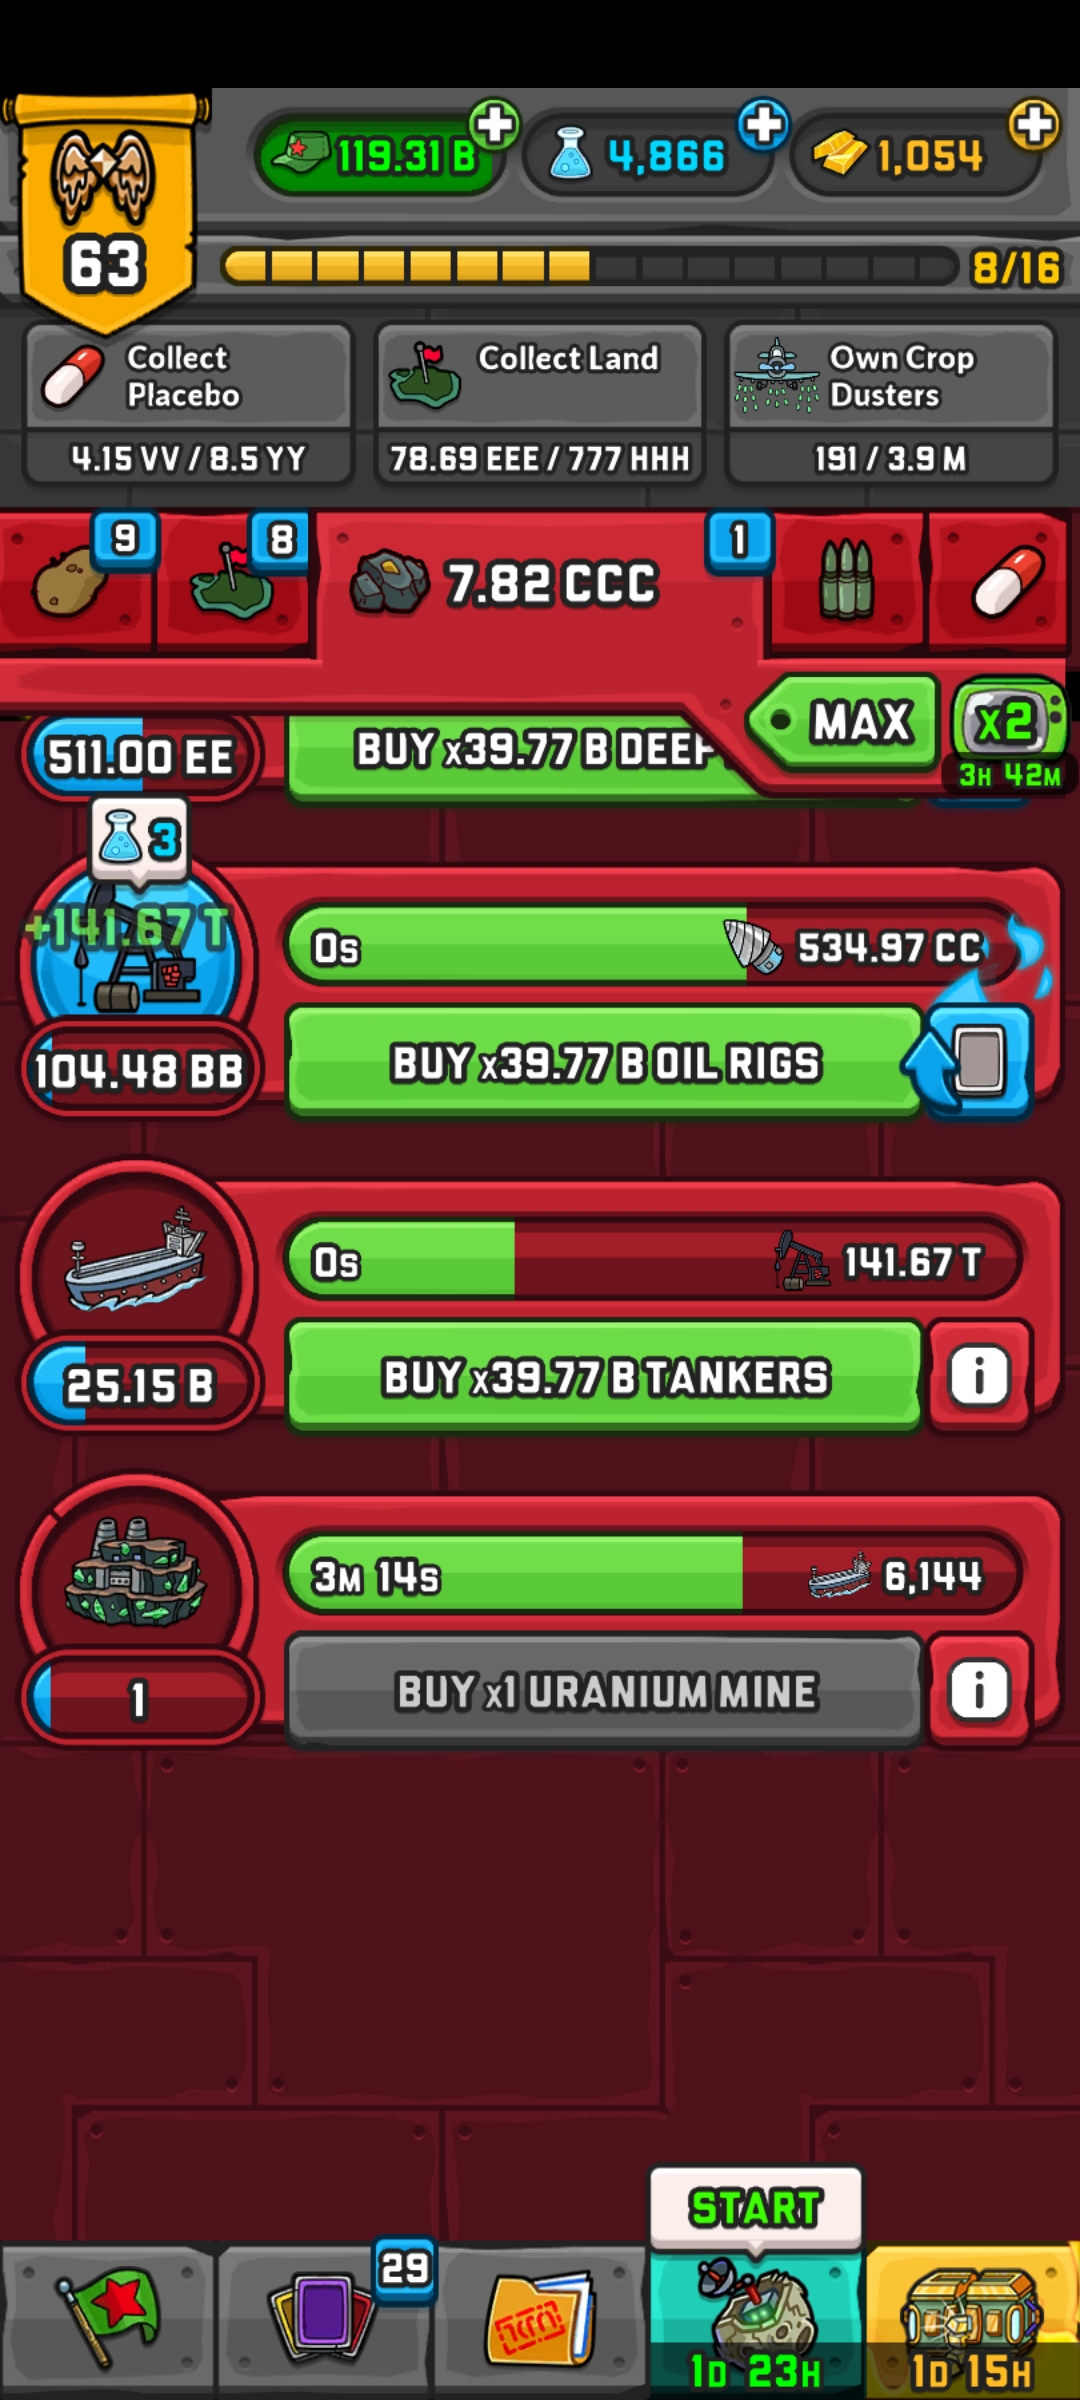 119.31 B
4,866
1,054
63
8/16
Collect Placebo
4.15 VV / 8.5 YY
Collect Land
78.69 EEE / 777 HHH
Own Crop Dusters
191 / 3.9 M
9
8
7.82 CCC
1
MAX
x2
3H 42M
511.00 EE
BUY x39.77 B DEEP
3
+141.67 T
0s
534.97 CC
104.48 BB
BUY x39.77 B OIL RIGS
0s
141.67 T
25.15 B
BUY x39.77 B TANKERS
i
3M 14s
6,144
1
BUY x1 URANIUM MINE
i
START
29
1D 23H
1D 15H